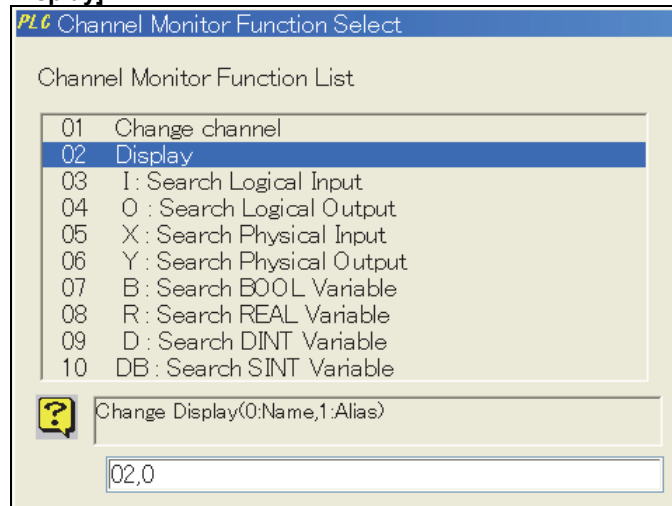 PLC Channel Monitor Function Select
Channel Monitor Function List
01 Change channel
02 Display
03 I : Search Logical Input
04 O : Search Logical Output
05 X : Search Physical Input
06 Y : Search Physical Output
07 B : Search BOOL Variable
08 R : Search REAL Variable
09 D : Search DINT Variable
10 DB : Search SINT Variable
Change Display(0:Name,1:Alias)
02,0